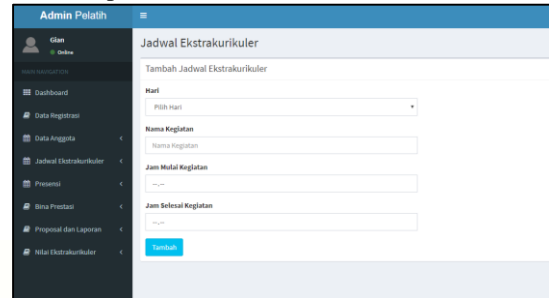 Admin Pelatih
Gian
Online
MAIN NAVIGATION
Dashboard
Data Registrasi
Data Anggota
Jadwal Ekstrakurikuler
Presensi
Bina Prestasi
Proposal dan Laporan
Nilai Ekstrakurikuler
Jadwal Ekstrakurikuler
Tambah Jadwal Ekstrakurikuler
Hari
Pilih Hari
Nama Kegiatan
Nama Kegiatan
Jam Mulai Kegiatan
--.--
Jam Selesai Kegiatan
--.--
Tambah